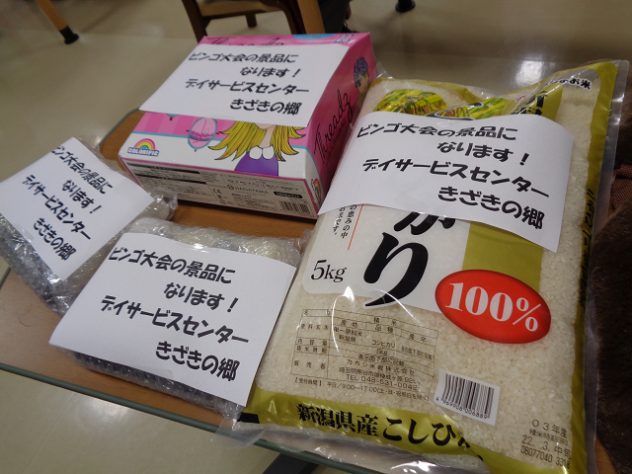 ビンゴ大会の景品に
なります!
デイサービスセンター
きざきの郷
ビンゴ大会の景品に
なります!
デイサービスセンター
きざきの郷
ビンゴ大会の景品に
なります!
デイサービスセンター
きざきの郷
ビンゴ大会の景品に
なります!
デイサービスセンター
きざきの郷
お米
かり
5kg
100%
新潟県産こしひ
03年産